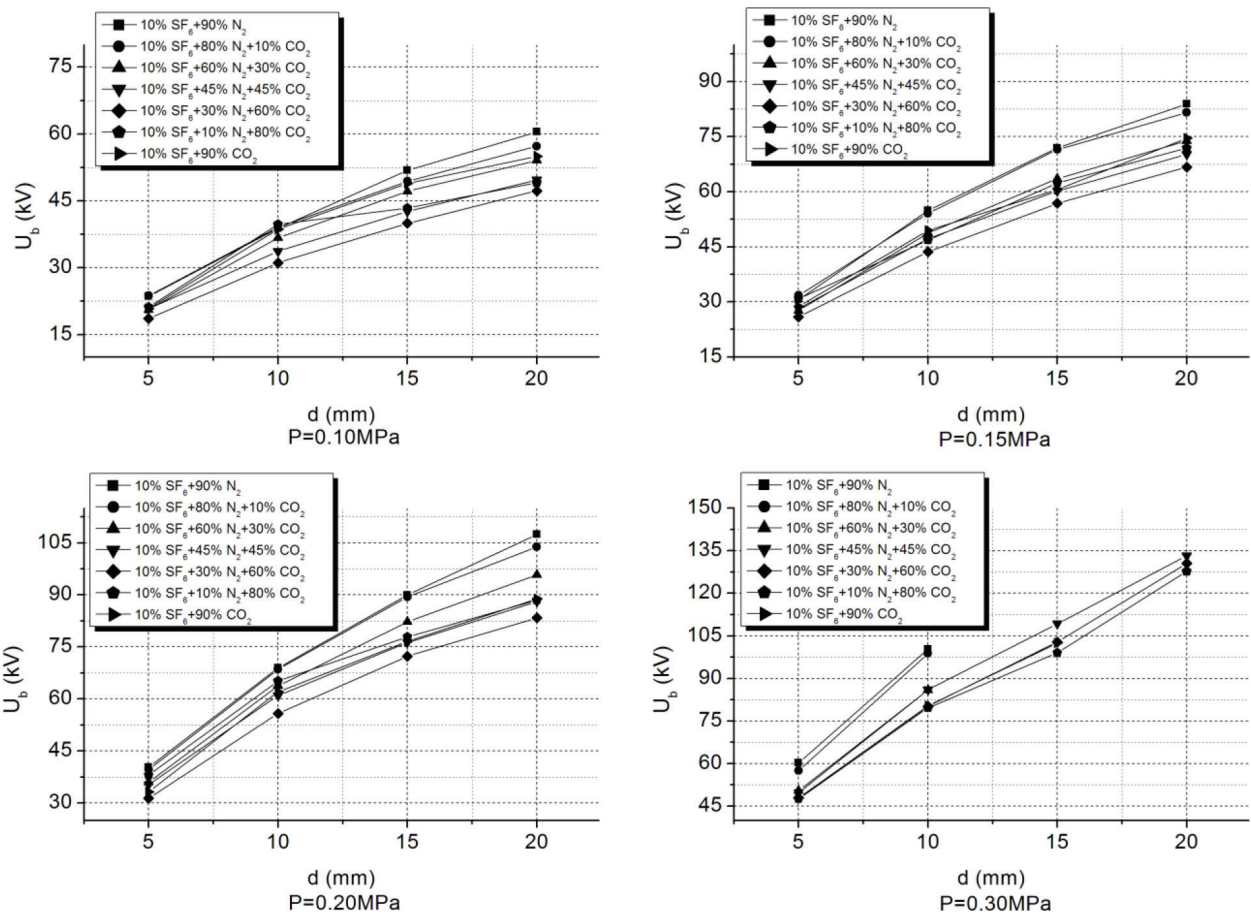 10% SF₆+90% N₂
10% SF₆+80% N₂+10% CO₂
10% SF₆+60% N₂+30% CO₂
10% SF₆+45% N₂+45% CO₂
10% SF₆+30% N₂+60% CO₂
10% SF₆+10% N₂+80% CO₂
10% SF₆+90% CO₂
75
60
45
30
15
U_b (kV)
5 10 15 20
d (mm)
P=0.10MPa
10% SF₆+90% N₂
10% SF₆+80% N₂+10% CO₂
10% SF₆+60% N₂+30% CO₂
10% SF₆+45% N₂+45% CO₂
10% SF₆+30% N₂+60% CO₂
10% SF₆+10% N₂+80% CO₂
10% SF₆+90% CO₂
90
75
60
45
30
15
U_b (kV)
5 10 15 20
d (mm)
P=0.15MPa
10% SF₆+90% N₂
10% SF₆+80% N₂+10% CO₂
10% SF₆+60% N₂+30% CO₂
10% SF₆+45% N₂+45% CO₂
10% SF₆+30% N₂+60% CO₂
10% SF₆+10% N₂+80% CO₂
10% SF₆+90% CO₂
105
90
75
60
45
30
U_b (kV)
5 10 15 20
d (mm)
P=0.20MPa
10% SF₆+90% N₂
10% SF₆+80% N₂+10% CO₂
10% SF₆+60% N₂+30% CO₂
10% SF₆+45% N₂+45% CO₂
10% SF₆+30% N₂+60% CO₂
10% SF₆+10% N₂+80% CO₂
10% SF₆+90% CO₂
150
135
120
105
90
75
60
45
U_b (kV)
5 10 15 20
d (mm)
P=0.30MPa